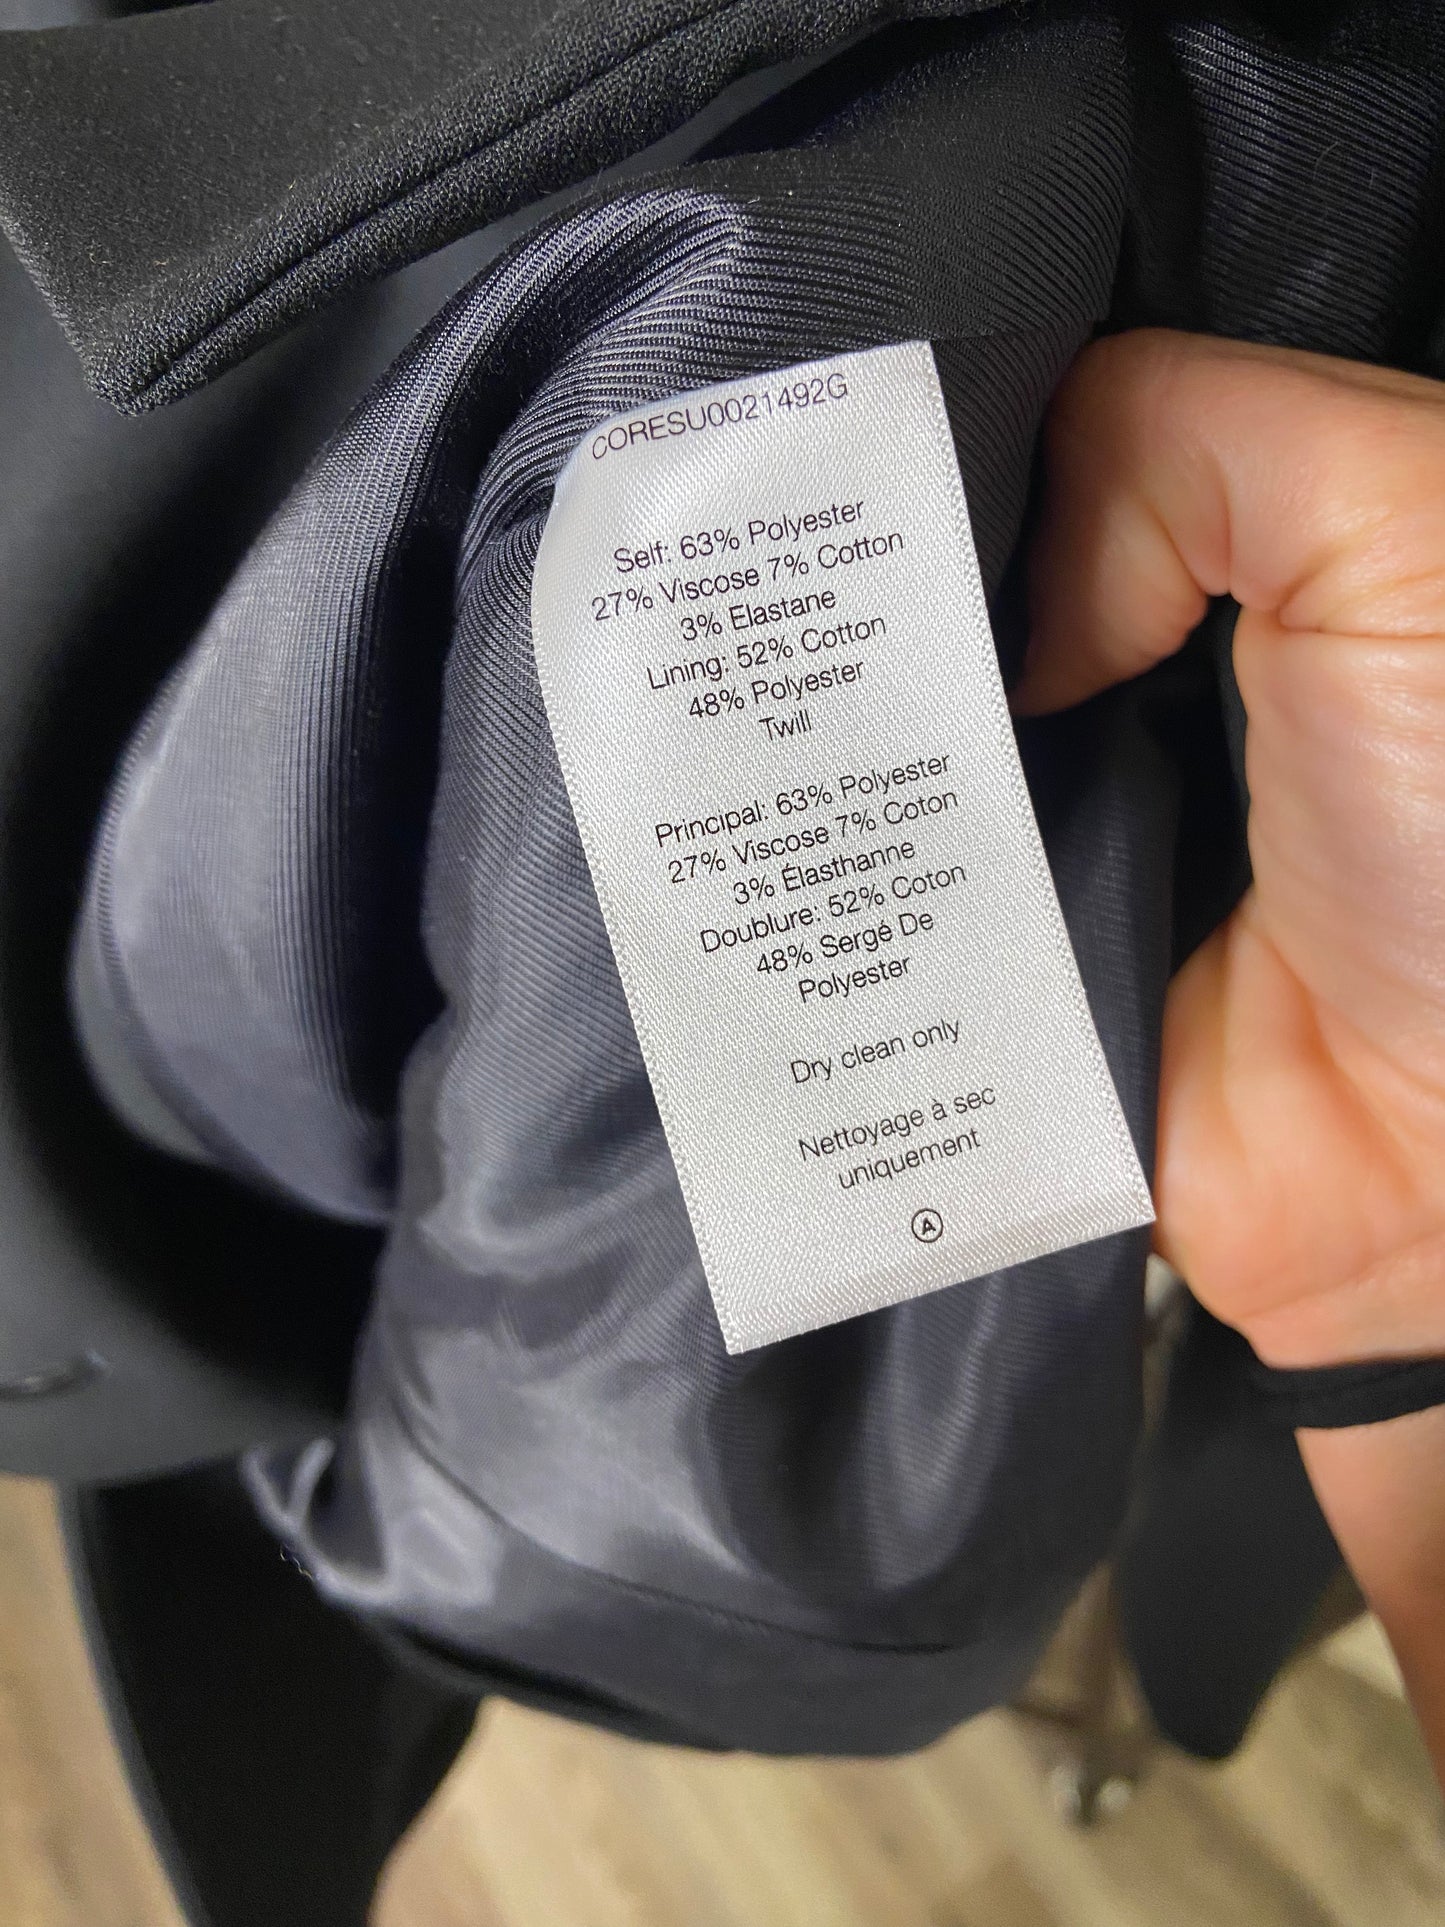 CORESU0021492G
Self: 63% Polyester
27% Viscose 7% Cotton
3% Elastane
Lining: 52% Cotton
48% Polyester
Twill
Principal: 63% Polyester
27% Viscose 7% Coton
3% Élasthanne
Doublure: 52% Coton
48% Sergé De
Polyester
Dry clean only
Nettoyage à sec
uniquement
A